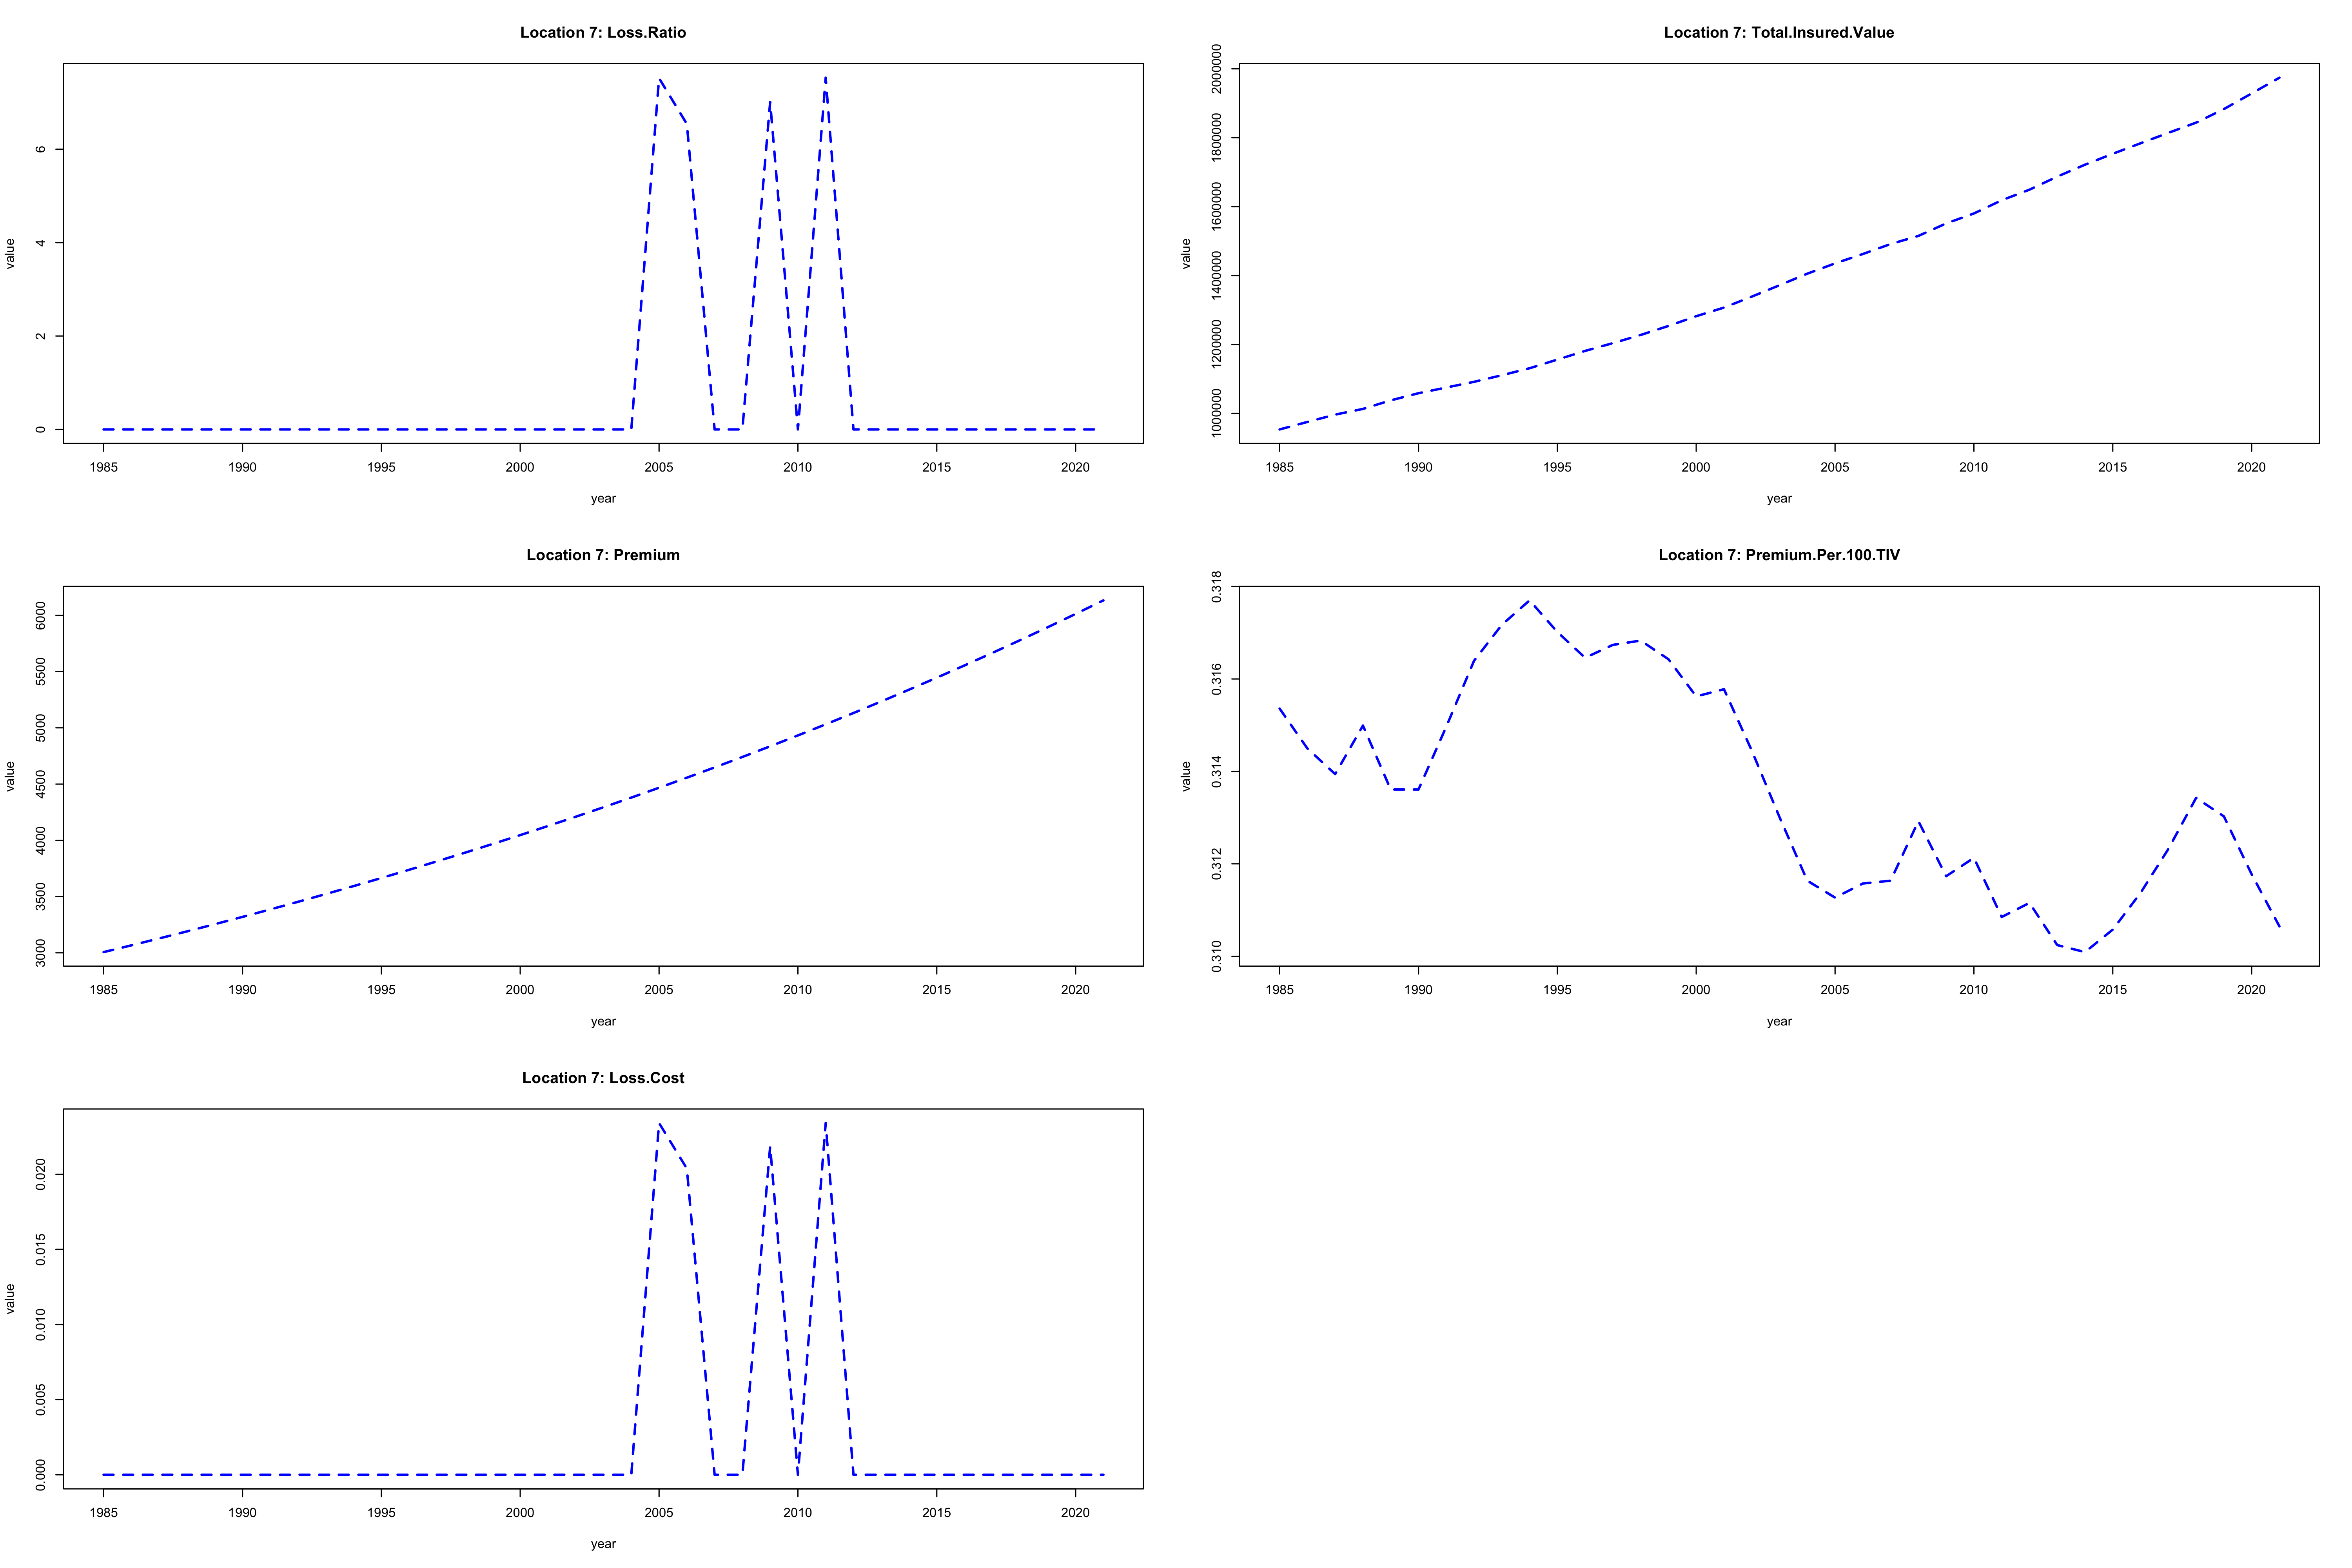 Location 7: Loss.Ratio
value
6
4
2
0
1985 1990 1995 2000 2005 2010 2015 2020
year
Location 7: Total.Insured.Value
value
2000000
1800000
1600000
1400000
1200000
1000000
1985 1990 1995 2000 2005 2010 2015 2020
year
Location 7: Premium
value
6000
5500
5000
4500
4000
3500
3000
1985 1990 1995 2000 2005 2010 2015 2020
year
Location 7: Premium.Per.100.TIV
value
0.318
0.316
0.314
0.312
0.310
1985 1990 1995 2000 2005 2010 2015 2020
year
Location 7: Loss.Cost
value
0.020
0.015
0.010
0.005
0.000
1985 1990 1995 2000 2005 2010 2015 2020
year